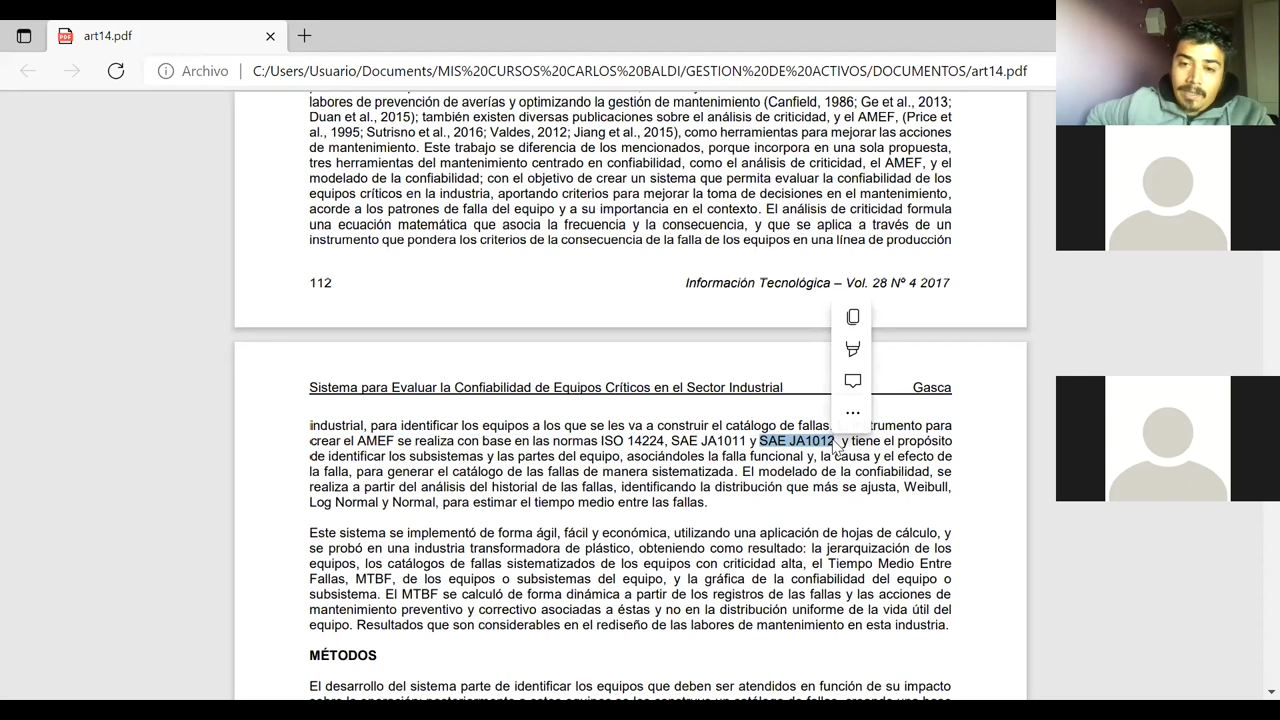 art14.pdf
Archivo
C:/Users/Usuario/Documents/MIS%20CURSOS%20CARLOS%20BALDI/GESTION%20DE%20ACTIVOS/DOCUMENTOS/art14.pdf
labores de prevención de averías y optimizando la gestión de mantenimiento (Canfield, 1986; Ge et al., 2013;
Duan et al., 2015); también existen diversas publicaciones sobre el análisis de criticidad, y el AMEF, (Price et
al., 1995; Sutrisno et al., 2016; Valdes, 2012; Jiang et al., 2015), como herramientas para mejorar las acciones
de mantenimiento. Este trabajo se diferencia de los mencionados, porque incorpora en una sola propuesta,
tres herramientas del mantenimiento centrado en confiabilidad, como el análisis de criticidad, el AMEF, y el
modelado de la confiabilidad; con el objetivo de crear un sistema que permita evaluar la confiabilidad de los
equipos críticos en la industria, aportando criterios para mejorar la toma de decisiones en el mantenimiento,
acorde a los patrones de falla del equipo y a su importancia en el contexto. El análisis de criticidad formula
una ecuación matemática que asocia la frecuencia y la consecuencia, y que se aplica a través de un
instrumento que pondera los criterios de la consecuencia de la falla de los equipos en una línea de producción
112
Información Tecnológica – Vol. 28 Nº 4 2017
Sistema para Evaluar la Confiabilidad de Equipos Críticos en el Sector Industrial
Gasca
industrial, para identificar los equipos a los que se les va a construir el catálogo de fallas. instrumento para
crear el AMEF se realiza con base en las normas ISO 14224, SAE JA1011 y SAE JA1012, y tiene el propósito
de identificar los subsistemas y las partes del equipo, asociándoles la falla funcional y, la causa y el efecto de
la falla, para generar el catálogo de las fallas de manera sistematizada. El modelado de la confiabilidad, se
realiza a partir del análisis del historial de las fallas, identificando la distribución que más se ajusta, Weibull,
Log Normal y Normal, para estimar el tiempo medio entre las fallas.
Este sistema se implementó de forma ágil, fácil y económica, utilizando una aplicación de hojas de cálculo, y
se probó en una industria transformadora de plástico, obteniendo como resultado: la jerarquización de los
equipos, los catálogos de fallas sistematizados de los equipos con criticidad alta, el Tiempo Medio Entre
Fallas, MTBF, de los equipos o subsistemas del equipo, y la gráfica de la confiabilidad del equipo o
subsistema. El MTBF se calculó de forma dinámica a partir de los registros de las fallas y las acciones de
mantenimiento preventivo y correctivo asociadas a éstas y no en la distribución uniforme de la vida útil del
equipo. Resultados que son considerables en el rediseño de las labores de mantenimiento en esta industria.
MÉTODOS
El desarrollo del sistema parte de identificar los equipos que deben ser atendidos en función de su impacto